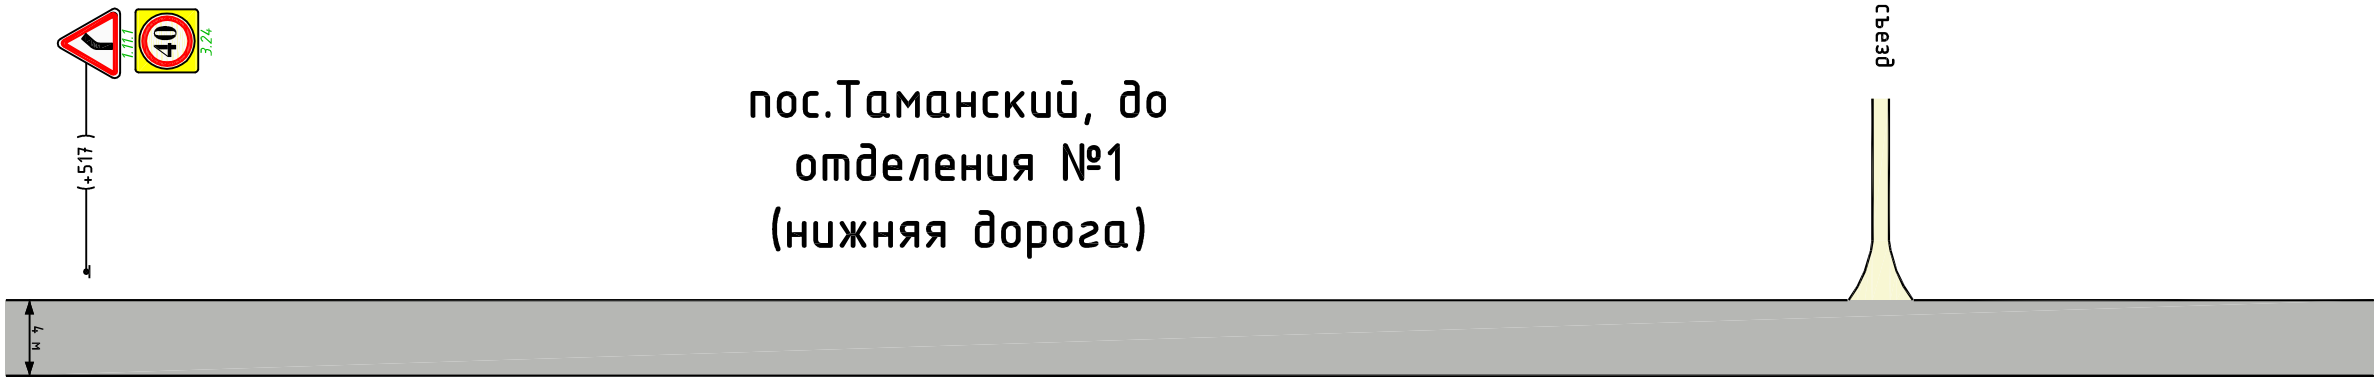 1.11.1
40
3.24
(+517)
съезд
пос.Таманский, до
отделения №1
(нижняя дорога)
4 м